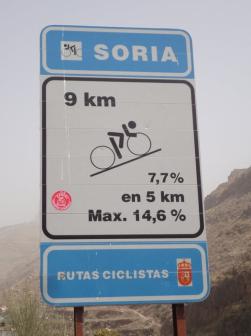 SORIA
9 km
7,7%
en 5 km
Max. 14,6 %
RUTAS CICLISTAS